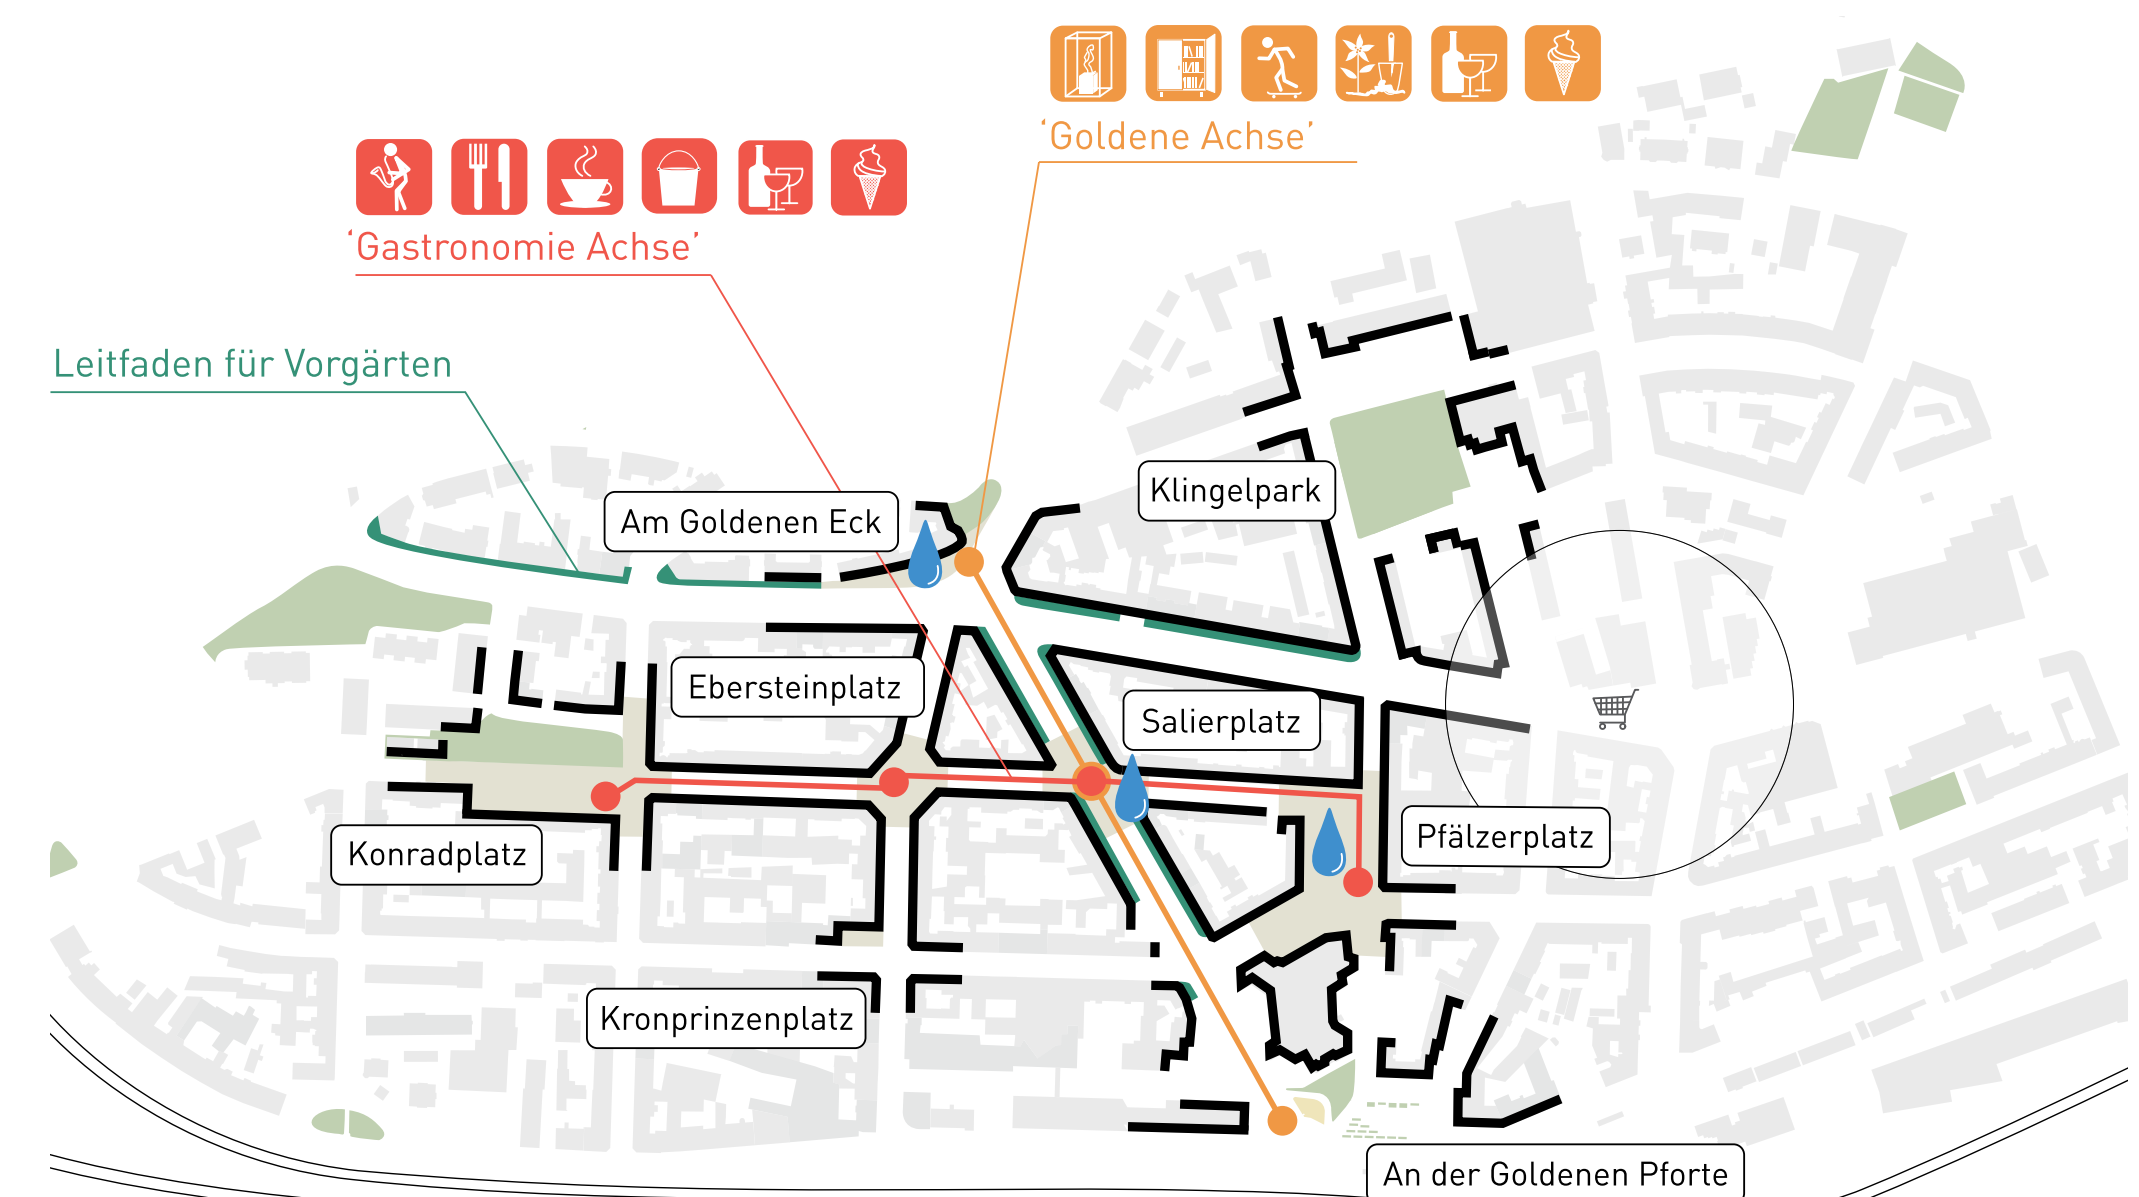 ‘Goldene Achse’
‘Gastronomie Achse’
Leitfaden für Vorgärten
Klingelpark
Am Goldenen Eck
Ebersteinplatz
Salierplatz
Pfälzerplatz
Konradplatz
Kronprinzenplatz
An der Goldenen Pforte